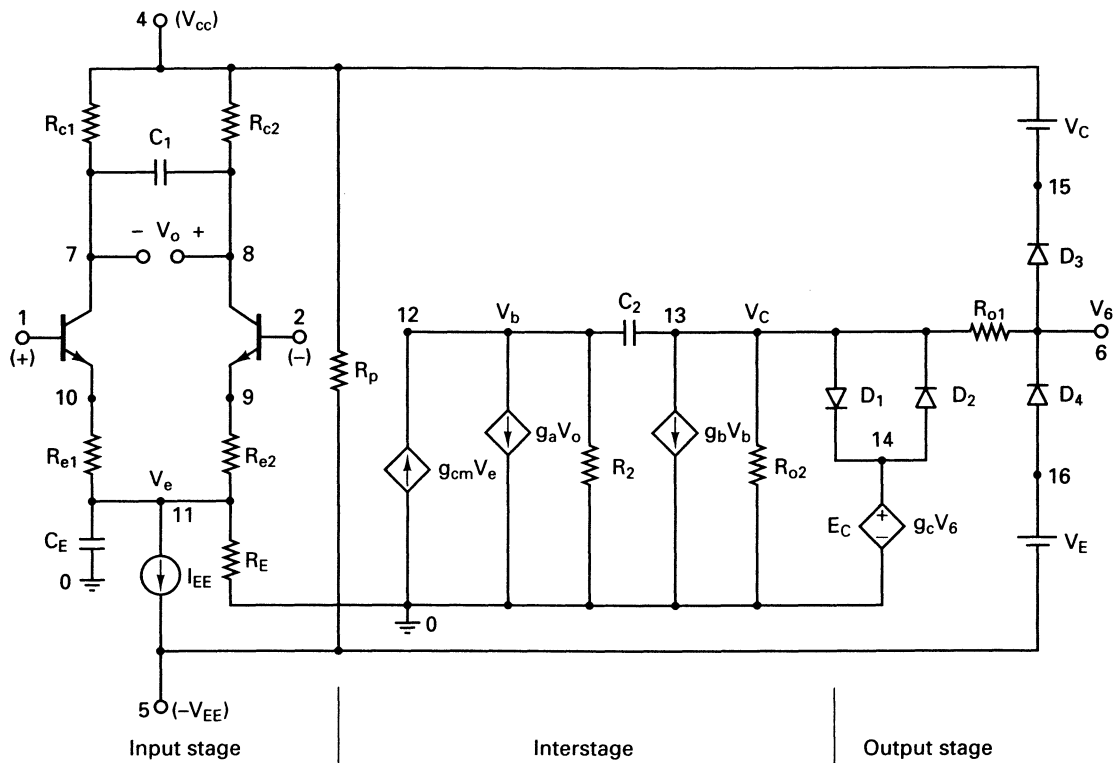 4 (Vcc)
Rc1
Rc2
C1
VC
15
− Vo +
7
8
D3
1
(+)
2
(−)
12
Vb
C2
13
VC
Ro1
V6
6
Rp
10
9
D1
D2
D4
gaVo
14
gbVb
Re1
Re2
gcmVe
R2
Ro2
16
Ve
11
EC
+
−
gcV6
CE
RE
VE
0
IEE
0
5 (−VEE)
Input stage
Interstage
Output stage